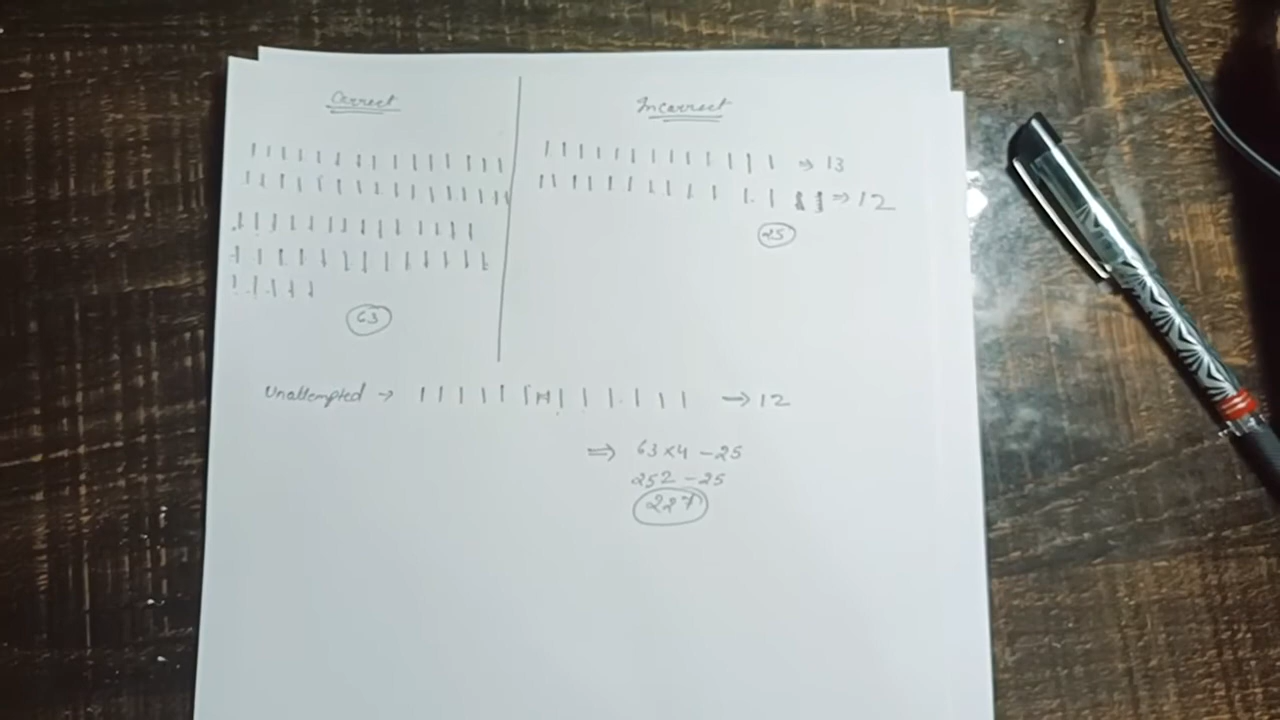 Correct
Incorrect
⇒ 13
⇒ 12
25
63
Unattempted → → 12
⇒ 63×4 - 25
252 - 25
227